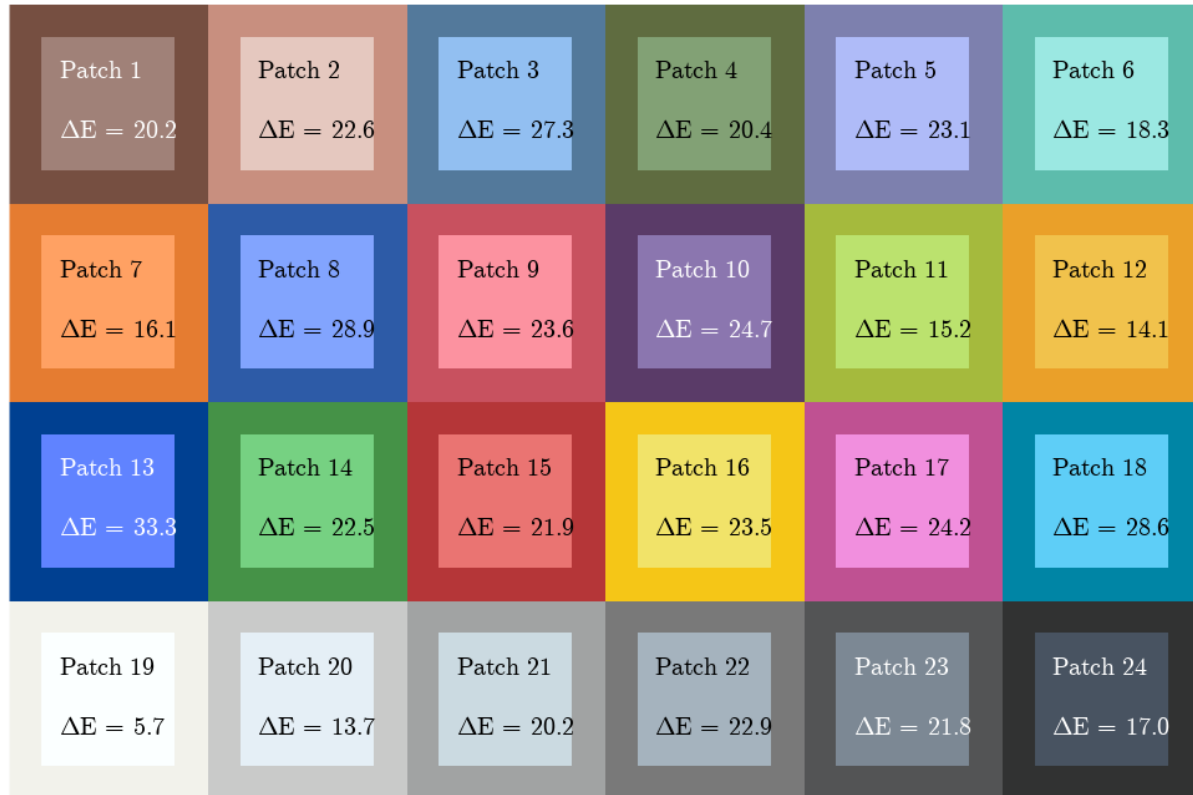 Patch 1
ΔE = 20.2
Patch 2
ΔE = 22.6
Patch 3
ΔE = 27.3
Patch 4
ΔE = 20.4
Patch 5
ΔE = 23.1
Patch 6
ΔE = 18.3
Patch 7
ΔE = 16.1
Patch 8
ΔE = 28.9
Patch 9
ΔE = 23.6
Patch 10
ΔE = 24.7
Patch 11
ΔE = 15.2
Patch 12
ΔE = 14.1
Patch 13
ΔE = 33.3
Patch 14
ΔE = 22.5
Patch 15
ΔE = 21.9
Patch 16
ΔE = 23.5
Patch 17
ΔE = 24.2
Patch 18
ΔE = 28.6
Patch 19
ΔE = 5.7
Patch 20
ΔE = 13.7
Patch 21
ΔE = 20.2
Patch 22
ΔE = 22.9
Patch 23
ΔE = 21.8
Patch 24
ΔE = 17.0